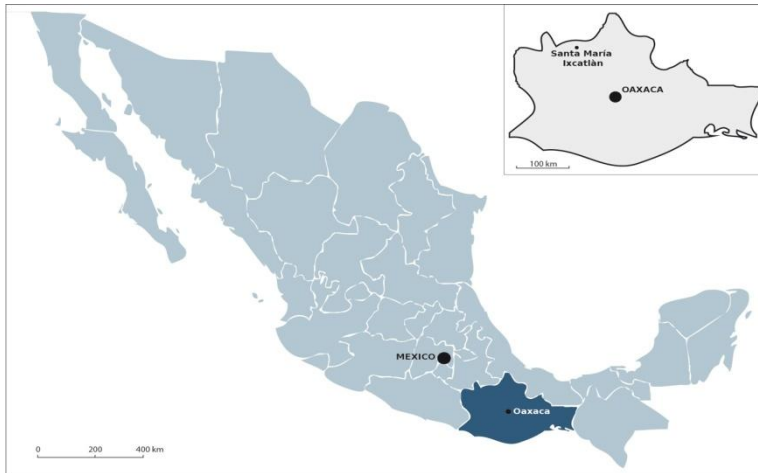 Santa María
Ixcatlàn
OAXACA
100 km
MEXICO
Oaxaca
0 200 400 km